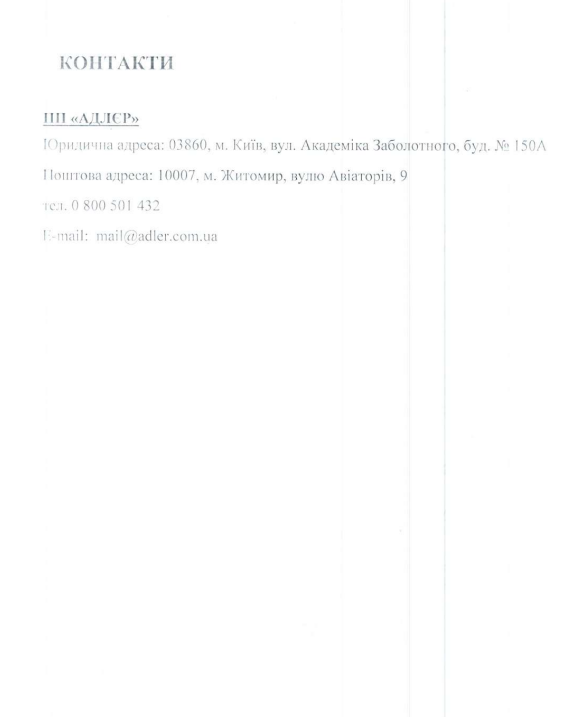 КОНТАКТИ
ПП «АДЛЄР»
Юридична адреса: 03860, м. Київ, вул. Академіка Заболотного, буд. № 150А
Поштова адреса: 10007, м. Житомир, вулю Авіаторів, 9
тел. 0 800 501 432
E-mail: mail@adler.com.ua